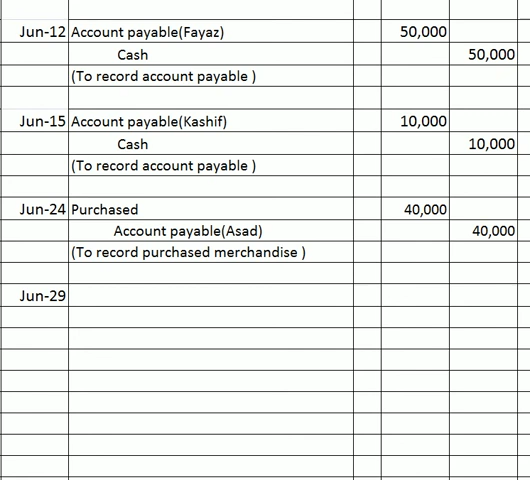 Jun-12 Account payable(Fayaz) 50,000
Cash 50,000
(To record account payable )
Jun-15 Account payable(Kashif) 10,000
Cash 10,000
(To record account payable )
Jun-24 Purchased 40,000
Account payable(Asad) 40,000
(To record purchased merchandise )
Jun-29